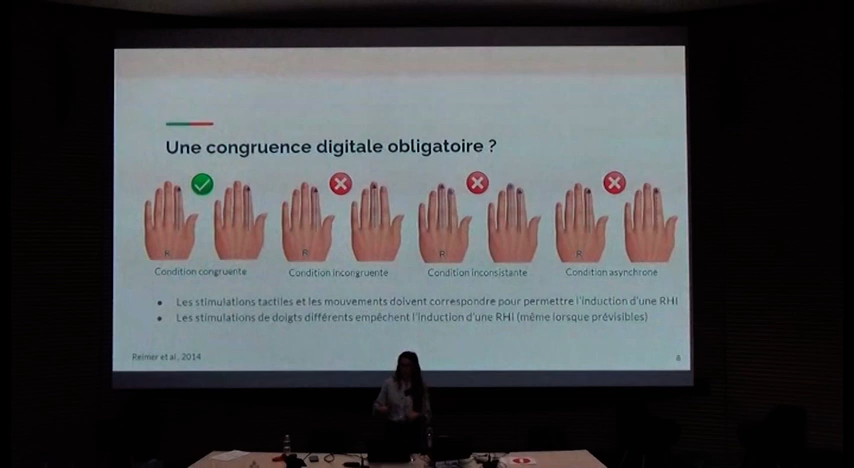 Une congruence digitale obligatoire ?
R R R R
Condition congruente Condition incongruente Condition inconsistante Condition asynchrone
Les stimulations tactiles et les mouvements doivent correspondre pour permettre l'induction d'une RHI
Les stimulations de doigts différents empêchent l'induction d'une RHI (même lorsque prévisibles)
Reimer et al., 2014